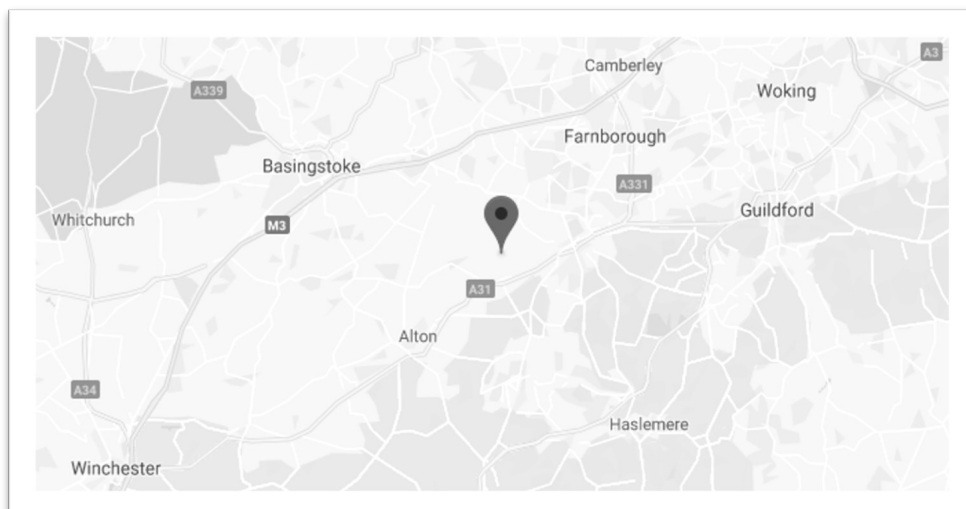 A3
Camberley
Woking
A339
Farnborough
Basingstoke
A331
Whitchurch
Guildford
M3
A31
Alton
A34
Haslemere
Winchester